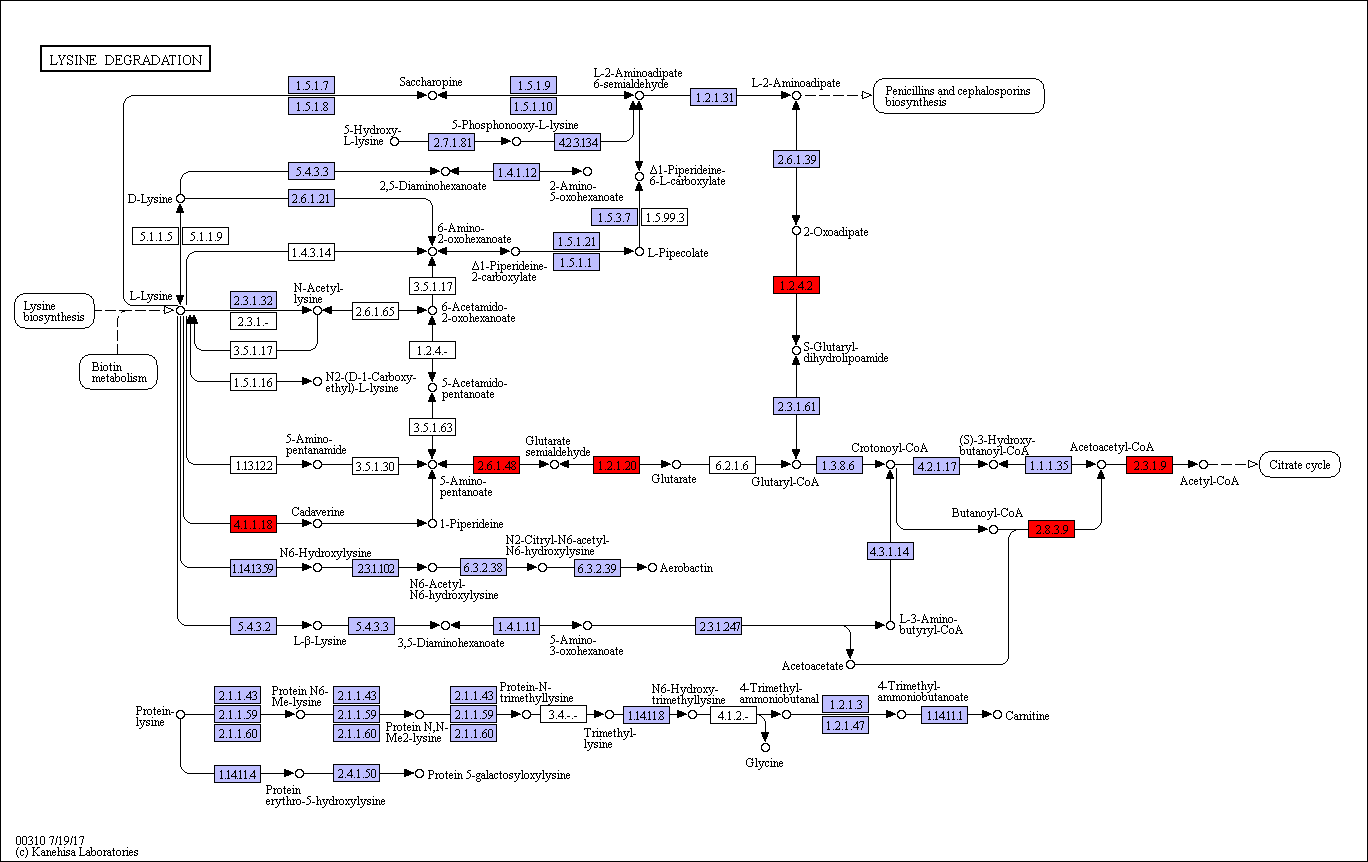 LYSINE DEGRADATION
1.5.1.7
1.5.1.8
Saccharopine
1.5.1.9
1.5.1.10
L-2-Aminoadipate
6-semialdehyde
1.2.1.31
L-2-Aminoadipate
Penicillins and cephalosporins
biosynthesis
5-Hydroxy-
L-lysine
2.7.1.81
5-Phosphonooxy-L-lysine
4.2.3.134
2.6.1.39
5.4.3.3
2,5-Diaminohexanoate
1.4.1.12
2-Amino-
5-oxohexanoate
Δ1-Piperideine-
6-L-carboxylate
D-Lysine
2.6.1.21
1.5.3.7
1.5.99.3
5.1.1.5
5.1.1.9
6-Amino-
2-oxohexanoate
2-Oxoadipate
1.4.3.14
1.5.1.21
1.5.1.1
L-Pipecolate
Δ1-Piperideine-
2-carboxylate
3.5.1.17
1.2.4.2
L-Lysine
2.3.1.32
2.3.1.-
N-Acetyl-
lysine
2.6.1.65
6-Acetamido-
2-oxohexanoate
Lysine
biosynthesis
3.5.1.17
1.2.4.-
S-Glutaryl-
dihydrolipoamide
Biotin
metabolism
1.5.1.16
N2-(D-1-Carboxy-
ethyl)-L-lysine
5-Acetamido-
pentanoate
2.3.1.61
3.5.1.63
5-Amino-
pentanamide
1.13.12.2
3.5.1.30
2.6.1.48
Glutarate
semialdehyde
1.2.1.20
Glutarate
6.2.1.6
Glutaryl-CoA
1.3.8.6
Crotonoyl-CoA
4.2.1.17
(S)-3-Hydroxy-
butanoyl-CoA
1.1.1.35
Acetoacetyl-CoA
2.3.1.9
Acetyl-CoA
Citrate cycle
5-Amino-
pentanoate
4.1.1.18
Cadaverine
1-Piperideine
Butanoyl-CoA
2.8.3.9
4.3.1.14
1.14.13.59
N6-Hydroxylysine
2.3.1.102
N6-Acetyl-
N6-hydroxylysine
6.3.2.38
N2-Citryl-N6-acetyl-
N6-hydroxylysine
6.3.2.39
Aerobactin
5.4.3.2
L-β-Lysine
5.4.3.3
3,5-Diaminohexanoate
1.4.1.11
5-Amino-
3-oxohexanoate
2.3.1.247
L-3-Amino-
butyryl-CoA
Acetoacetate
Protein-
lysine
2.1.1.43
2.1.1.59
2.1.1.60
Protein N6-
Me-lysine
2.1.1.43
2.1.1.59
2.1.1.60
Protein N,N-
Me2-lysine
2.1.1.43
2.1.1.59
2.1.1.60
Protein-N-
trimethyllysine
3.4.-.-
Trimethyl-
lysine
1.14.11.8
N6-Hydroxy-
trimethyllysine
4.1.2.-
4-Trimethyl-
ammoniobutanal
Glycine
1.2.1.3
1.2.1.47
4-Trimethyl-
ammoniobutanoate
1.14.11.1
Carnitine
1.14.11.4
Protein
erythro-5-hydroxylysine
2.4.1.50
Protein 5-galactosyloxylysine
00310 7/19/17
(c) Kanehisa Laboratories